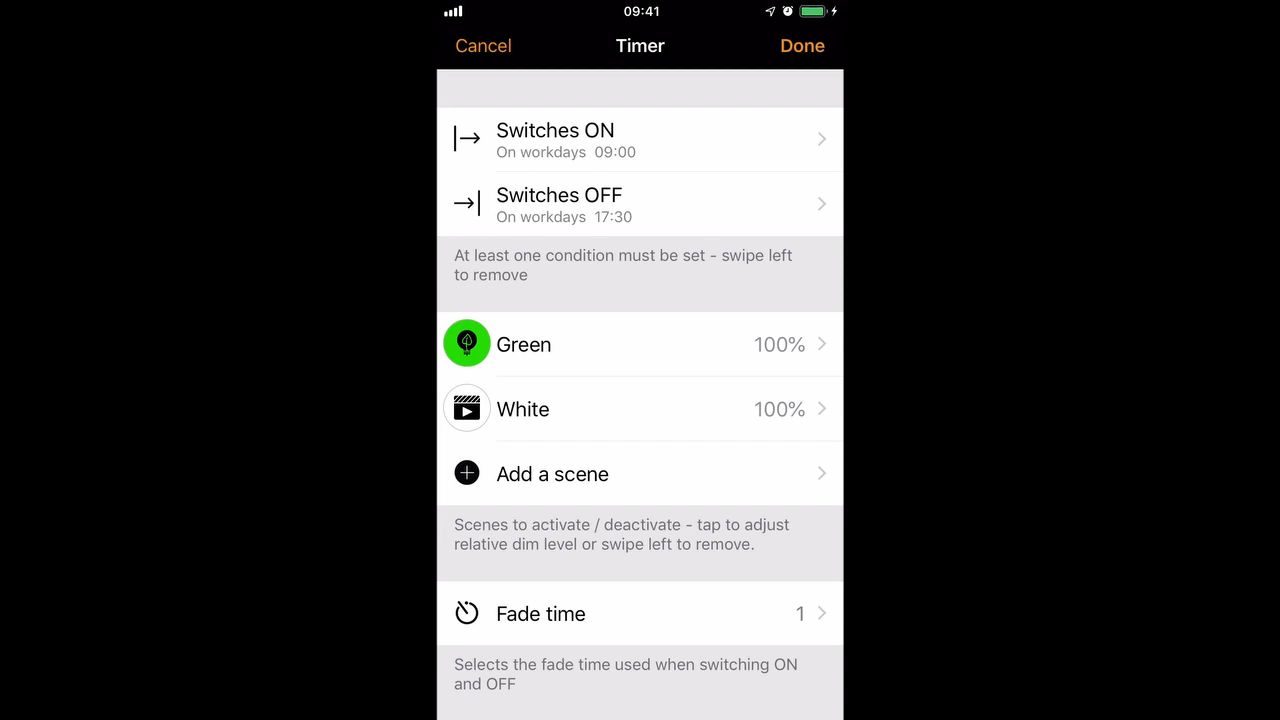 09:41
Cancel Timer Done
Switches ON
On workdays 09:00
Switches OFF
On workdays 17:30
At least one condition must be set - swipe left
to remove
Green 100%
White 100%
Add a scene
Scenes to activate / deactivate - tap to adjust
relative dim level or swipe left to remove.
Fade time 1
Selects the fade time used when switching ON
and OFF